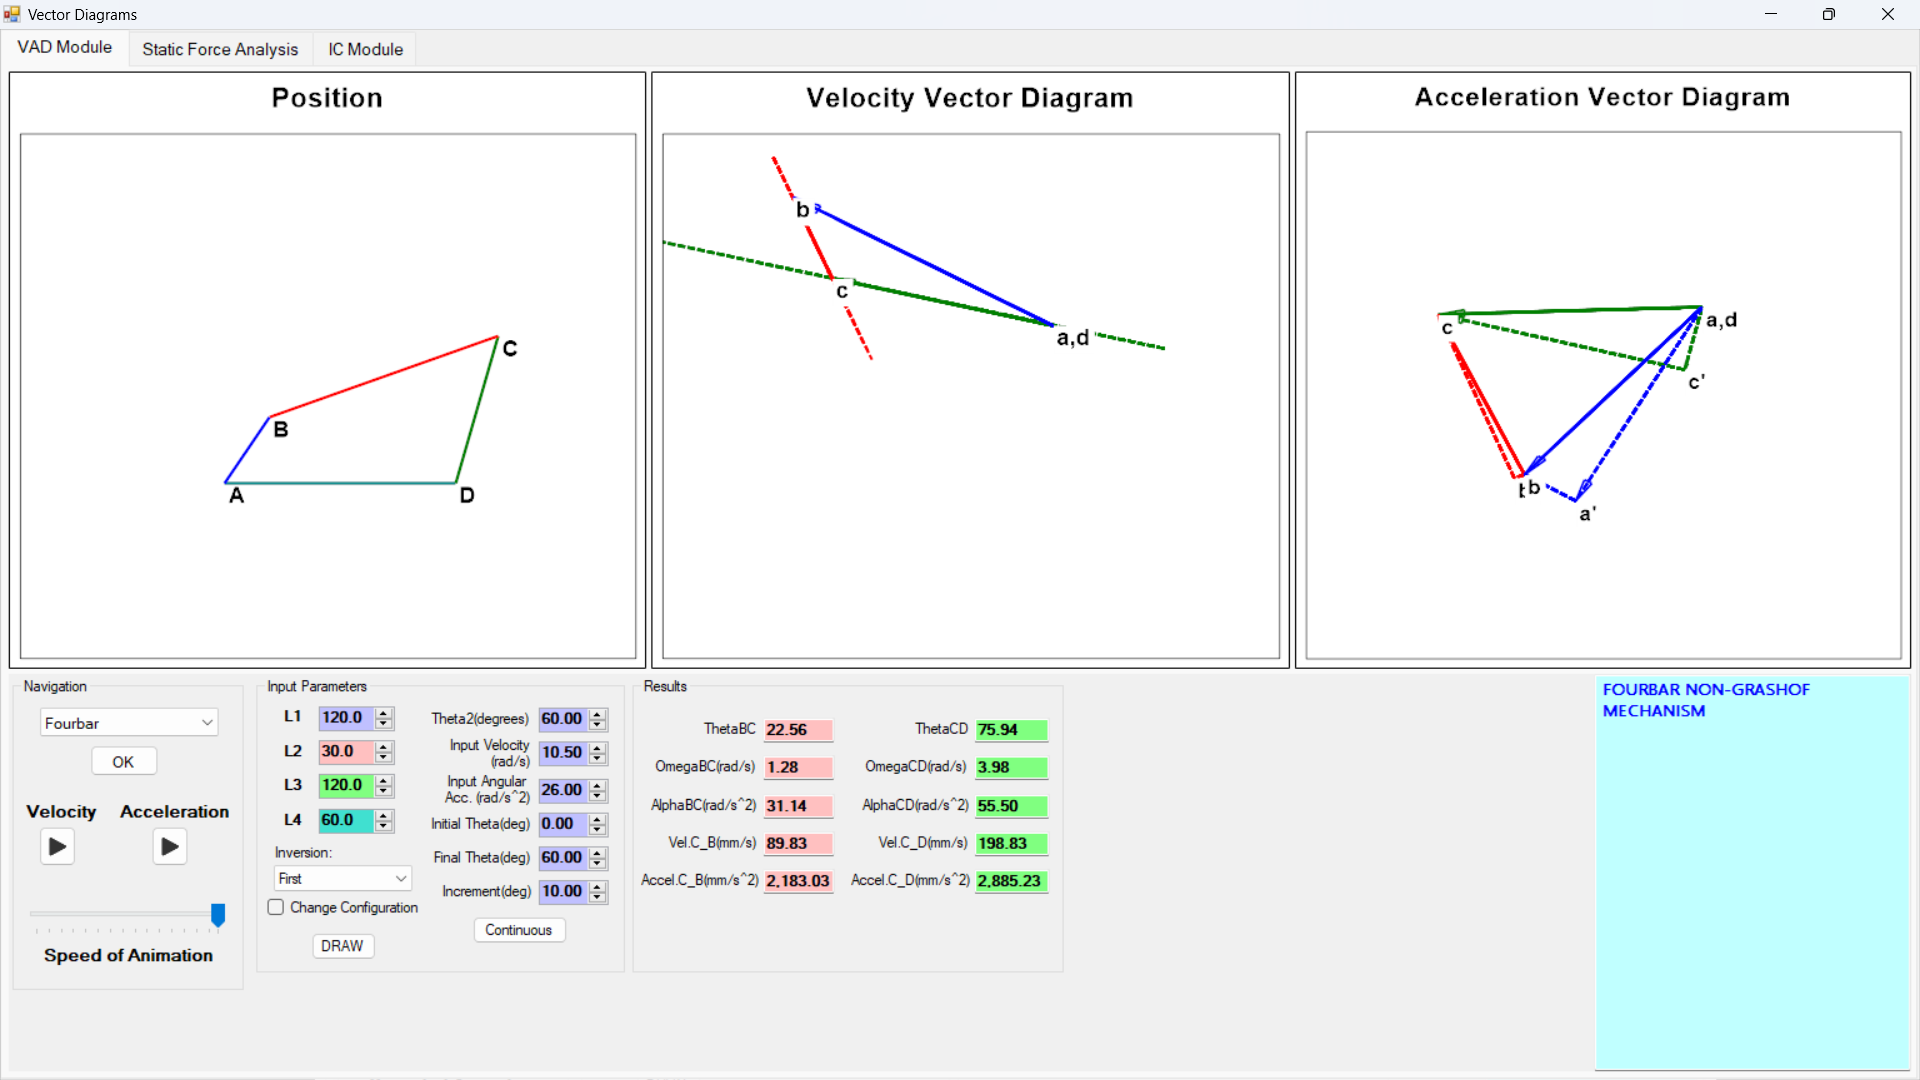 Vector Diagrams
VAD Module
Static Force Analysis
IC Module
Position
B
C
A
D
Velocity Vector Diagram
b
c
a,d
Acceleration Vector Diagram
c
a,d
c'
b
a'
Navigation
Fourbar
OK
Velocity
Acceleration
Speed of Animation
Input Parameters
L1 120.0
L2 30.0
L3 120.0
L4 60.0
Inversion:
First
Change Configuration
DRAW
Theta2(degrees) 60.00
Input Velocity
(rad/s)
10.50
Input Angular
Acc. (rad/s^2)
26.00
Initial Theta(deg) 0.00
Final Theta(deg) 60.00
Increment(deg) 10.00
Continuous
Results
ThetaBC 22.56
ThetaCD 75.94
OmegaBC(rad/s) 1.28
OmegaCD(rad/s) 3.98
AlphaBC(rad/s^2) 31.14
AlphaCD(rad/s^2) 55.50
Vel.C_B(mm/s) 89.83
Vel.C_D(mm/s) 198.83
Accel.C_B(mm/s^2) 2,183.03
Accel.C_D(mm/s^2) 2,885.23
FOURBAR NON-GRASHOF
MECHANISM